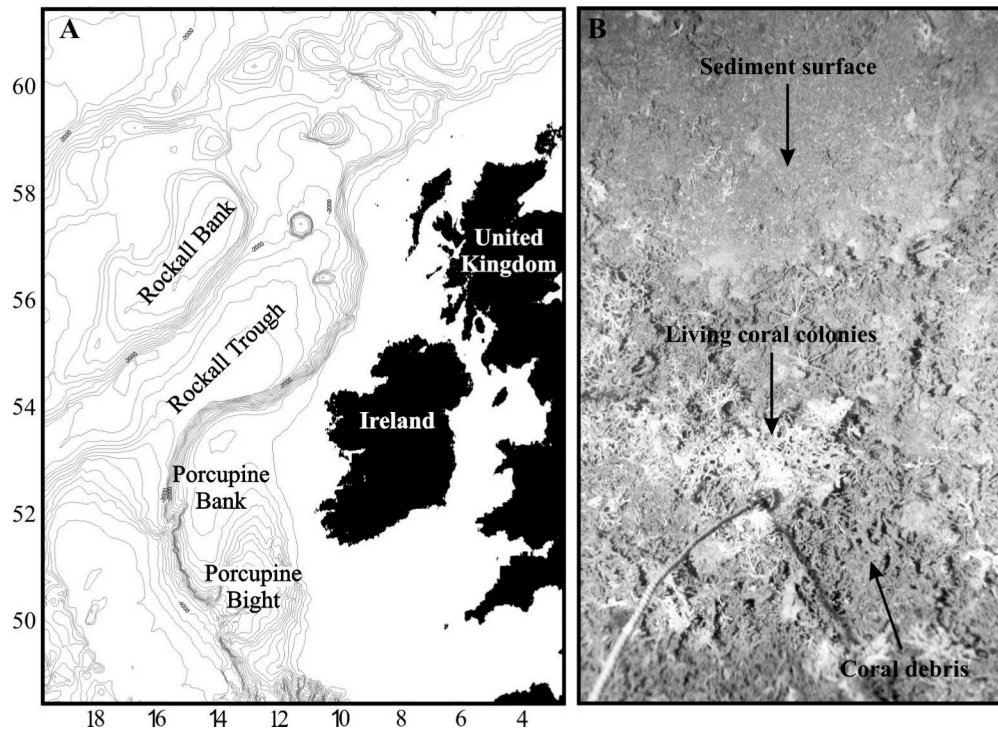 A
60
58
56
54
52
50
18
16
14
12
10
8
6
4
Rockall Bank
Rockall Trough
Porcupine
Bank
Porcupine
Bight
United
Kingdom
Ireland
B
Sediment surface
Living coral colonies
Coral debris